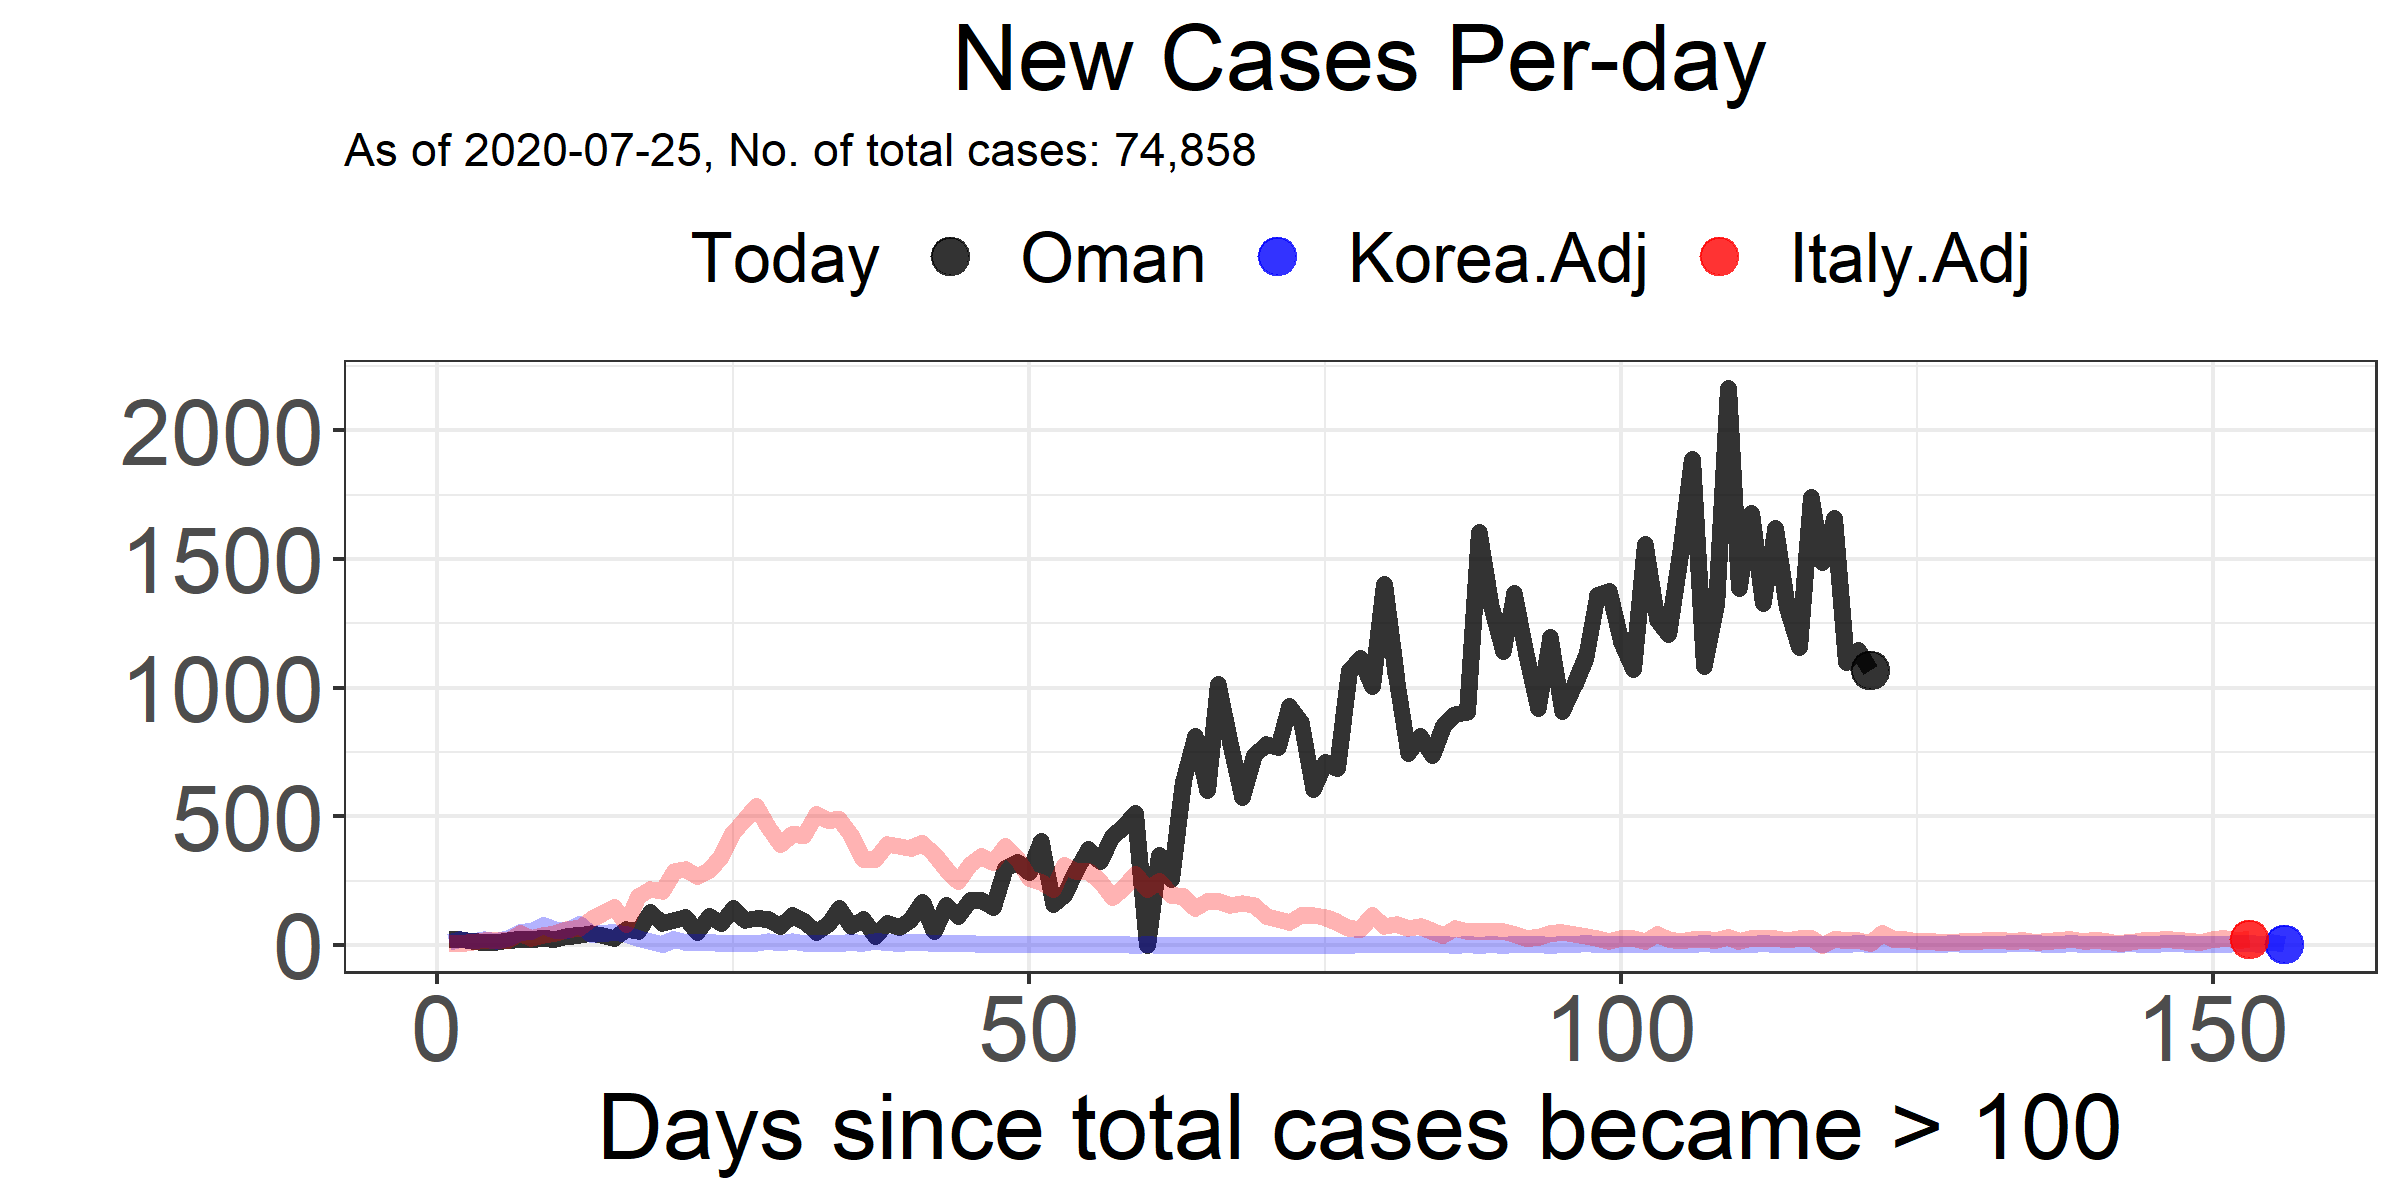 New Cases Per-day
As of 2020-07-25, No. of total cases: 74,858
Today Oman Korea.Adj Italy.Adj
2000
1500
1000
500
0
0 50 100 150
Days since total cases became > 100